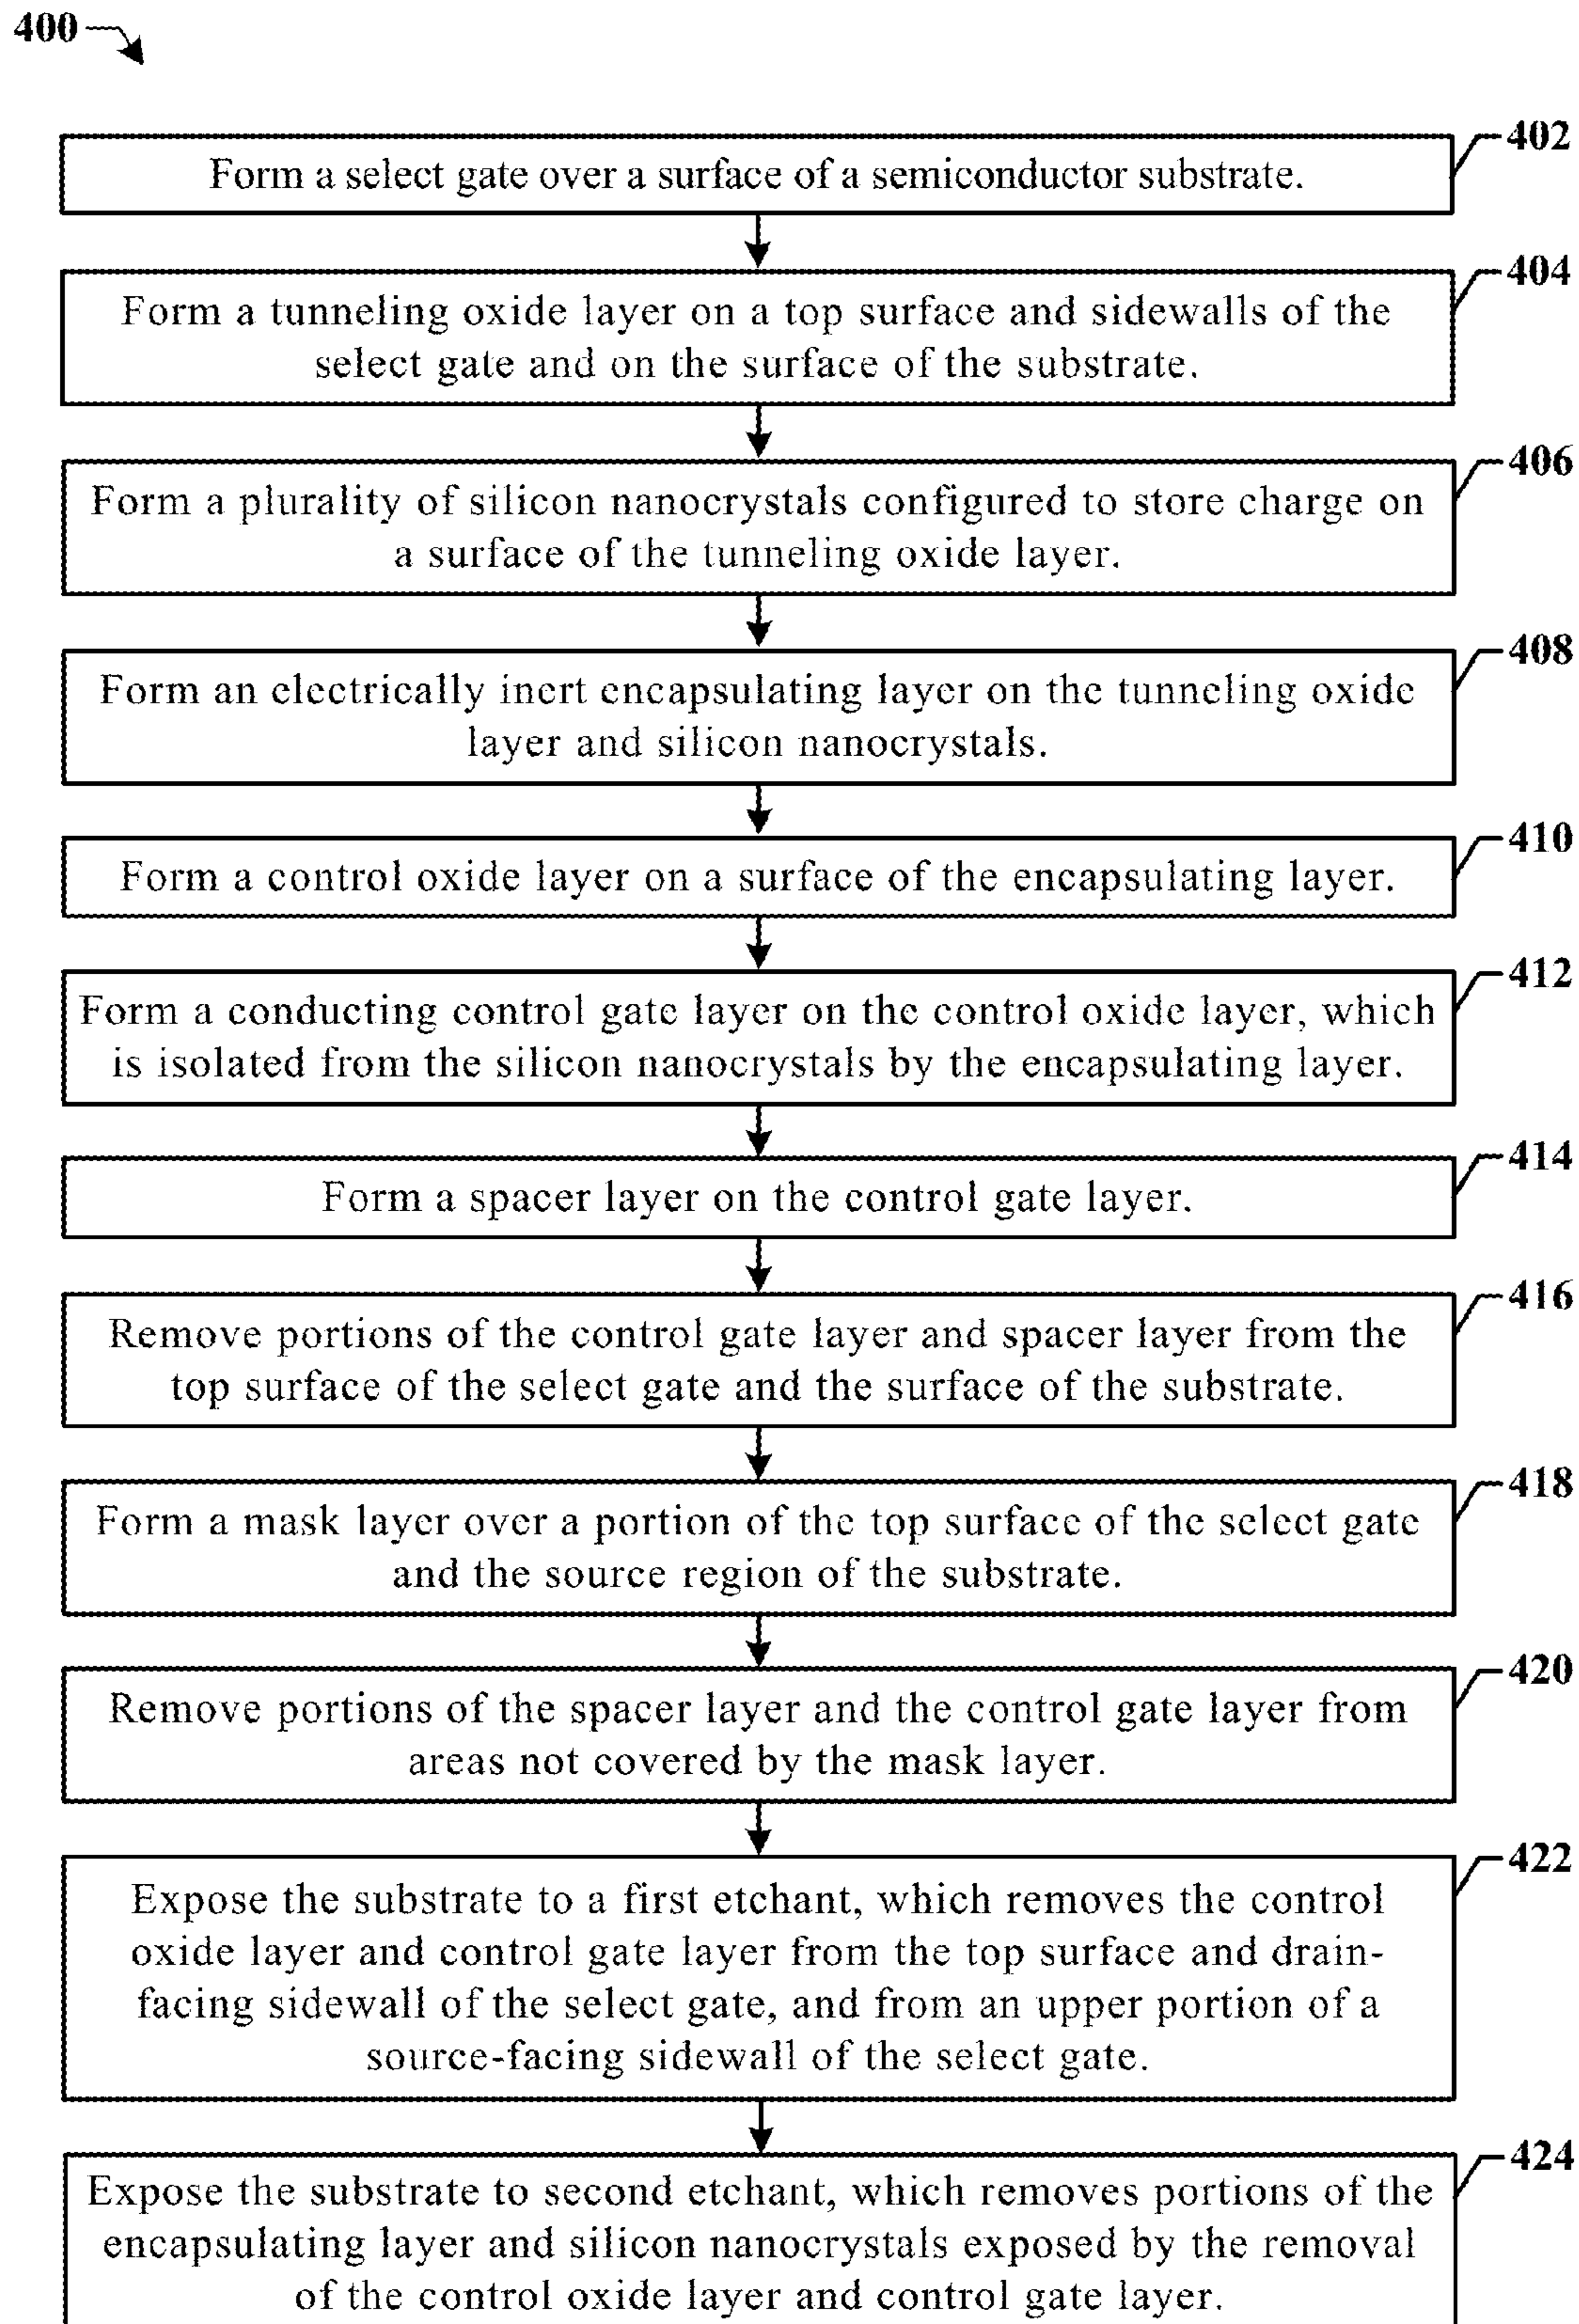 400
402
Form a select gate over a surface of a semiconductor substrate.
404
Form a tunneling oxide layer on a top surface and sidewalls of the
select gate and on the surface of the substrate.
406
Form a plurality of silicon nanocrystals configured to store charge on
a surface of the tunneling oxide layer.
408
Form an electrically inert encapsulating layer on the tunneling oxide
layer and silicon nanocrystals.
410
Form a control oxide layer on a surface of the encapsulating layer.
412
Form a conducting control gate layer on the control oxide layer, which
is isolated from the silicon nanocrystals by the encapsulating layer.
414
Form a spacer layer on the control gate layer.
416
Remove portions of the control gate layer and spacer layer from the
top surface of the select gate and the surface of the substrate.
418
Form a mask layer over a portion of the top surface of the select gate
and the source region of the substrate.
420
Remove portions of the spacer layer and the control gate layer from
areas not covered by the mask layer.
422
Expose the substrate to a first etchant, which removes the control
oxide layer and control gate layer from the top surface and drain-
facing sidewall of the select gate, and from an upper portion of a
source-facing sidewall of the select gate.
424
Expose the substrate to second etchant, which removes portions of the
encapsulating layer and silicon nanocrystals exposed by the removal
of the control oxide layer and control gate layer.